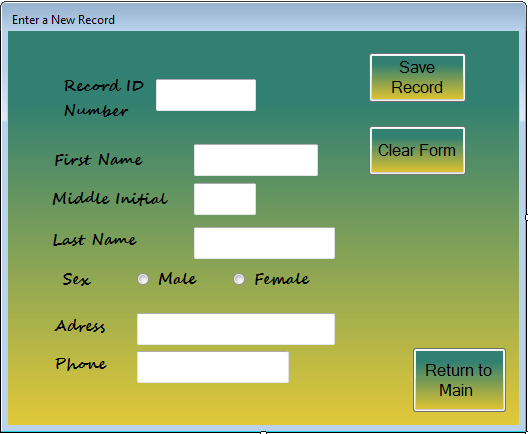 Enter a New Record
Record ID
Number
Save
Record
First Name
Clear Form
Middle Initial
Last Name
Sex
Male
Female
Adress
Phone
Return to
Main